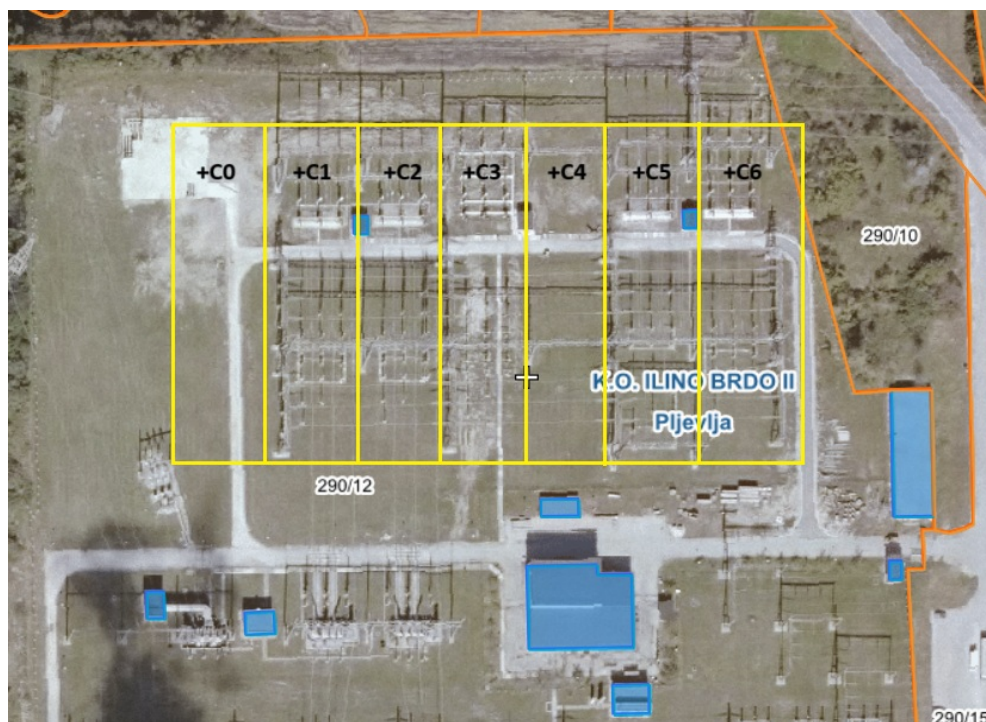 +C0 +C1 +C2 +C3 +C4 +C5 +C6
290/10
K.O. ILINO BRDO II
Pljevlja
290/12
290/15